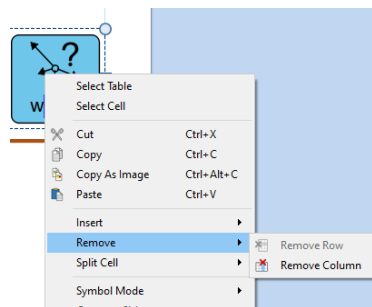 ?
W
Select Table
Select Cell
Cut Ctrl+X
Copy Ctrl+C
Copy As Image Ctrl+Alt+C
Paste Ctrl+V
Insert
Remove
Remove Row
Split Cell
Remove Column
Symbol Mode